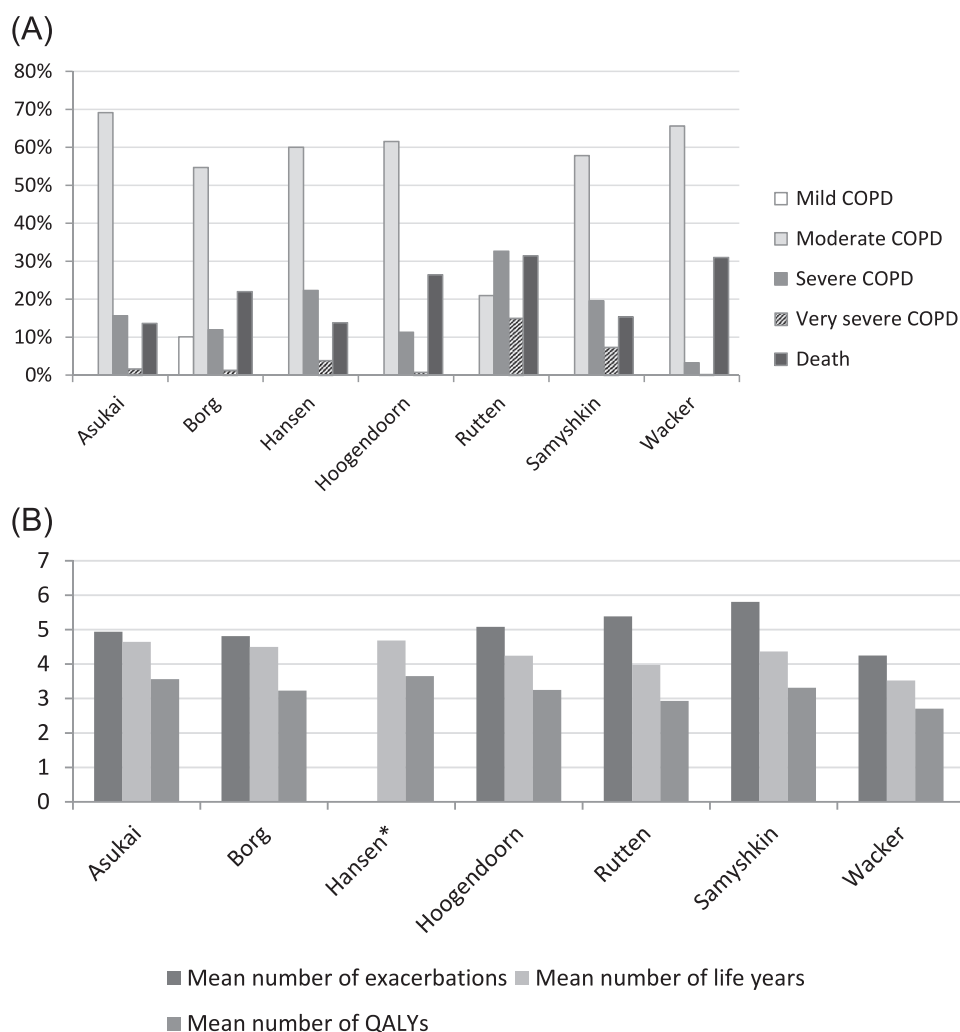 (A)
80%
70%
60%
50%
40%
30%
20%
10%
0%
Asukai
Borg
Hansen
Hoogendoorn
Rutten
Samyshkin
Wacker
Mild COPD
Moderate COPD
Severe COPD
Very severe COPD
Death
(B)
7
6
5
4
3
2
1
0
Asukai
Borg
Hansen*
Hoogendoorn
Rutten
Samyshkin
Wacker
Mean number of exacerbations Mean number of life years
Mean number of QALYs